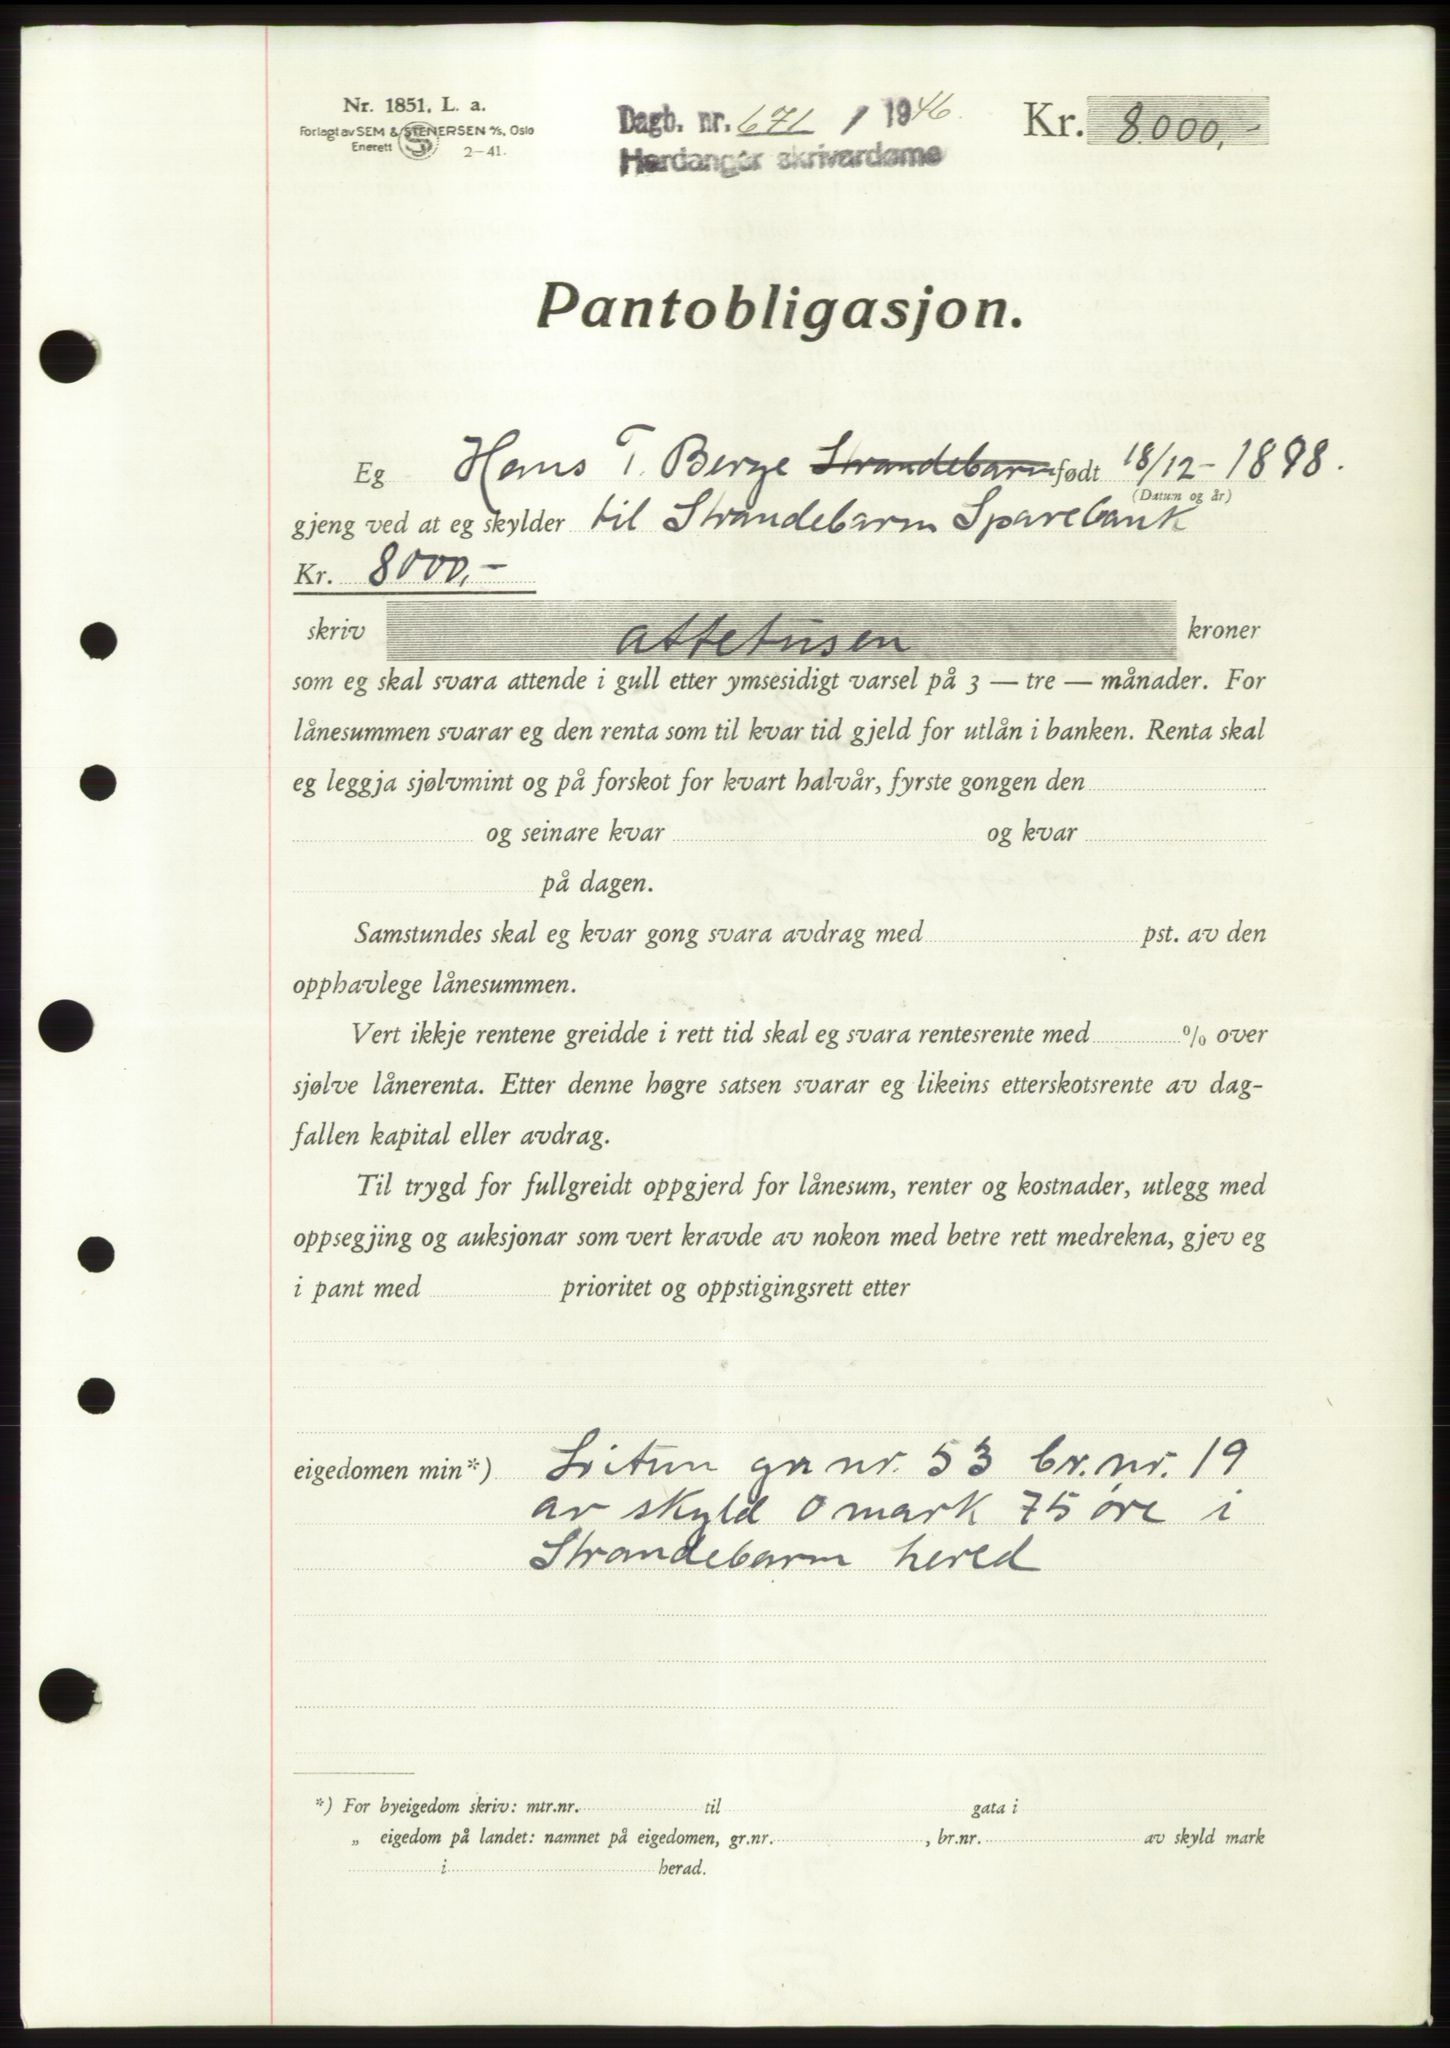 Nr. 1851, L. a.
Forlagt av SEM & STENERSEN A/S, Oslo
Enerett S 2-41.
Dagb. nr. 671 / 1946.
Hardanger skrivardøme
Kr. 8.000,-
Pantobligasjon.
Eg Hans T. Berge Strandebarm født 18/12-1898.
(Datum og år)
gjeng ved at eg skylder til Strandebarm Sparebank
Kr. 8000,-
skriv attetusen kroner
som eg skal svara attende i gull etter ymsesidigt varsel på 3 — tre — månader. For
lånesummen svarar eg den renta som til kvar tid gjeld for utlån i banken. Renta skal
eg leggja sjølvmint og på forskot for kvart halvår, fyrste gongen den
og seinare kvar og kvar
på dagen.
Samstundes skal eg kvar gong svara avdrag med pst. av den
opphavlege lånesummen.
Vert ikkje rentene greidde i rett tid skal eg svara rentesrente med % over
sjølve lånerenta. Etter denne høgre satsen svarar eg likeins etterskotsrente av dag-
fallen kapital eller avdrag.
Til trygd for fullgreidt oppgjerd for lånesum, renter og kostnader, utlegg med
oppsegjing og auksjonar som vert kravde av nokon med betre rett medrekna, gjev eg
i pant med prioritet og oppstigingsrett etter
eigedomen min*) gr nr. 53 br. nr. 19
av skyld 0 mark 75 øre i
Strandebarm hered
*) For byeigedom skriv: mtr.nr. til gata i
„ eigedom på landet: namnet på eigedomen, gr.nr. , br.nr. av skyld mark
i herad.